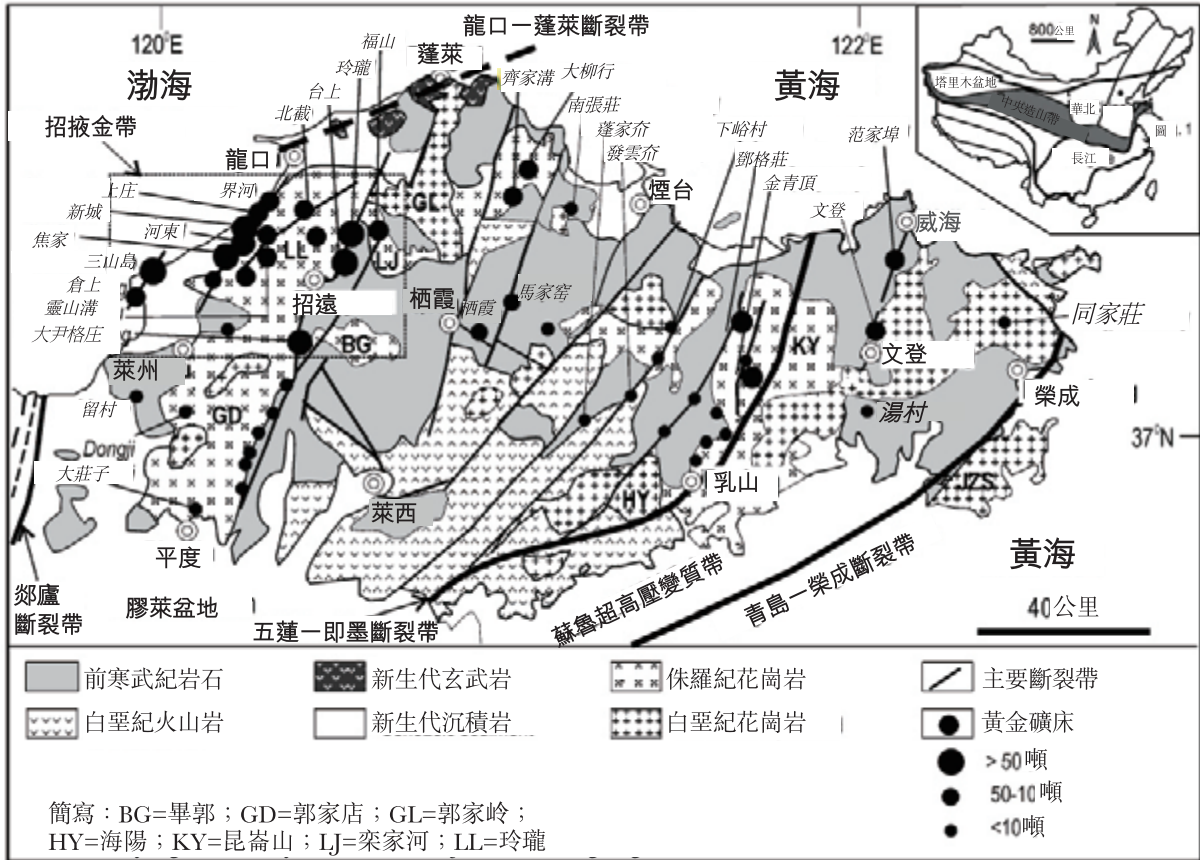 龍口一蓬萊斷裂帶
120°E
122°E
800公里
N
渤海
黃海
福山
蓬萊
玲瓏
齊家溝
大柳行
台上
南張莊
北截
蓬家夼
發雲夼
下峪村
鄧格莊
金青頂
范家埠
塔里木盆地
中央造山帶
華北
長江
圖
招掖金帶
龍口
煙台
文登
威海
上庄
界河
GL
新城
河東
焦家
LL
LJ
三山島
倉上
靈山溝
招遠
栖霞
栖霞
馬家窑
同家莊
大尹格庄
BG
KY
文登
萊州
榮成
留村
GD
湯村
37°N
Dongji
大莊子
乳山
JZS
HY
萊西
平度
黃海
郯廬
斷裂帶
膠萊盆地
五蓮一即墨斷裂帶
蘇魯超高壓變質帶
青島一榮成斷裂帶
40公里
前寒武紀岩石
新生代玄武岩
侏羅紀花崗岩
主要斷裂帶
白堊紀火山岩
新生代沉積岩
白堊紀花崗岩
黃金礦床
>50噸
50-10噸
<10噸
簡寫：BG=畢郭；GD=郭家店；GL=郭家岭；
HY=海陽；KY=昆崙山；LJ=栾家河；LL=玲瓏